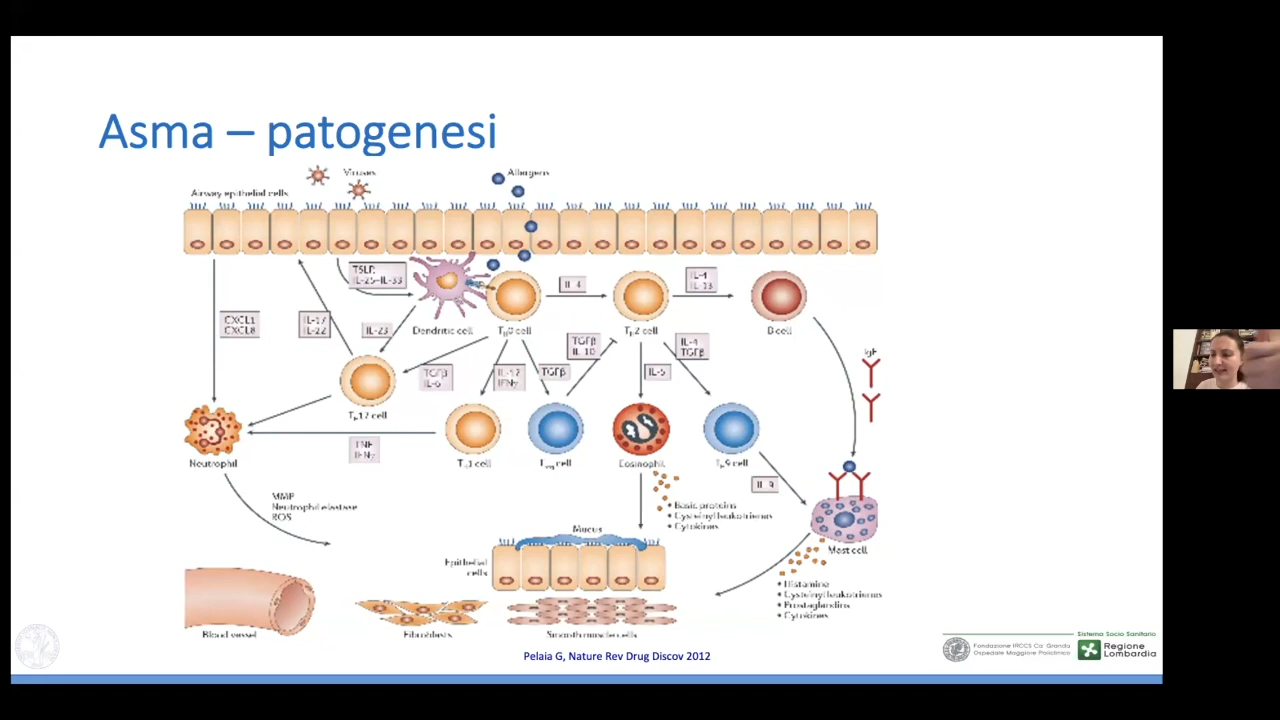 Asma – patogenesi
Viruses
Allergens
Airway epithelial cells
TSLP,
IL-25–IL-33
IL-4
IL-4
IL-13
CXCL1
CXCL8
IL-17
IL-22
IL-23
Dendritic cell
TH0 cell
TH2 cell
B cell
TGFβ
IL-10
IL-4
TGFβ
IgE
TGFβ
IL-6
IFNγ
TGFβ
IL-5
TH17 cell
TNF
IFNγ
Neutrophil
TH1 cell
Treg cell
Eosinophil
TH9 cell
IL-9
MMP
Neutrophil elastase
ROS
• Basic proteins
• Cysteinyl leukotrienes
• Cytokines
Mucus
Mast cell
Epithelial
cells
• Histamine
• Cysteinyl leukotrienes
• Prostaglandins
• Cytokines
Blood vessel
Fibroblasts
Smooth muscle cells
Pelaia G, Nature Rev Drug Discov 2012
Sistema Socio Sanitario
Fondazione IRCCS Ca' Granda
Ospedale Maggiore Policlinico
Regione
Lombardia